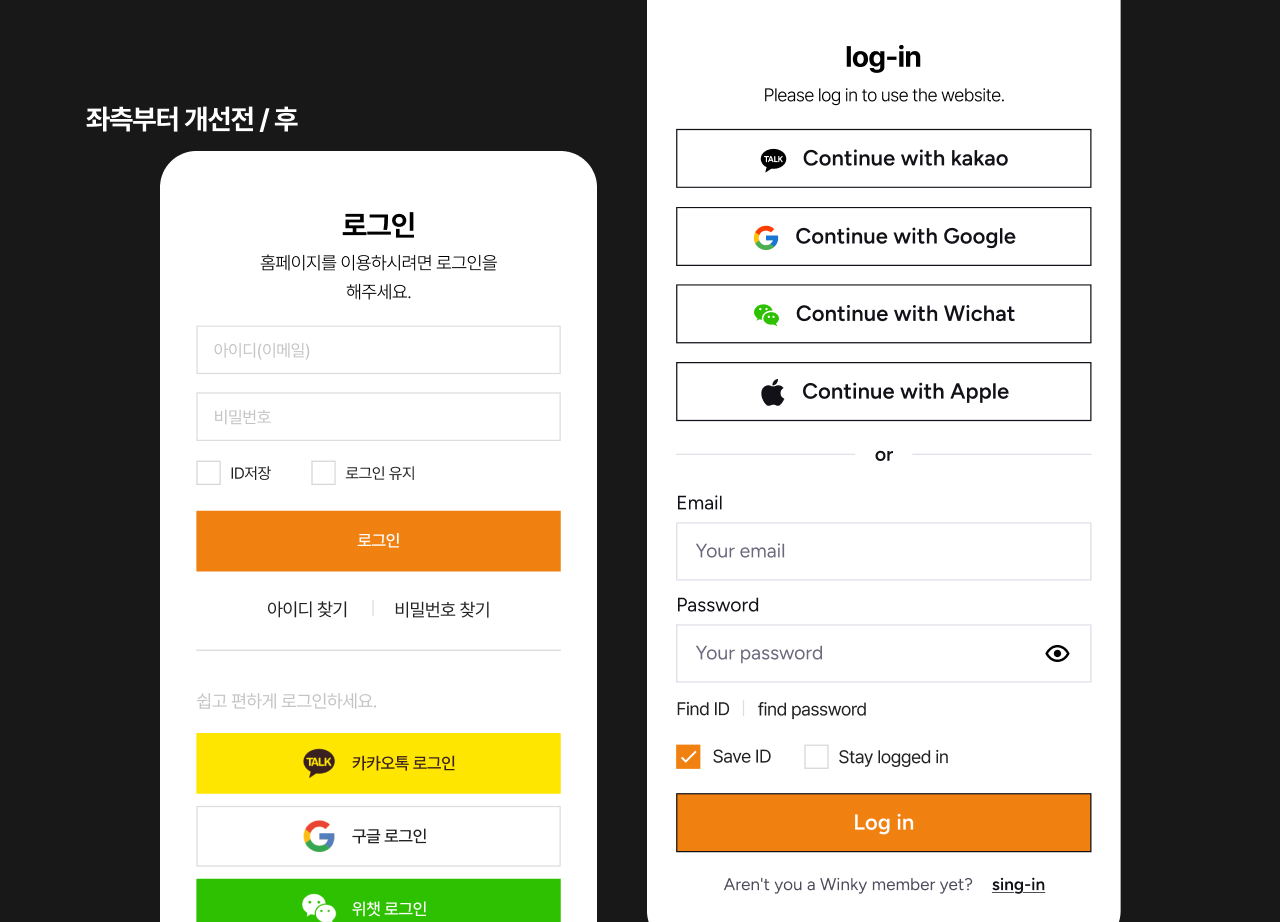 좌측부터 개선전 / 후
로그인
홈페이지를 이용하시려면 로그인을
해주세요.
아이디(이메일)
비밀번호
ID저장
로그인 유지
로그인
아이디 찾기
비밀번호 찾기
쉽고 편하게 로그인하세요.
TALK 카카오톡 로그인
구글 로그인
위챗 로그인
log-in
Please log in to use the website.
TALK Continue with kakao
Continue with Google
Continue with Wichat
Continue with Apple
or
Email
Your email
Password
Your password
Find ID
find password
Save ID
Stay logged in
Log in
Aren't you a Winky member yet? sing-in